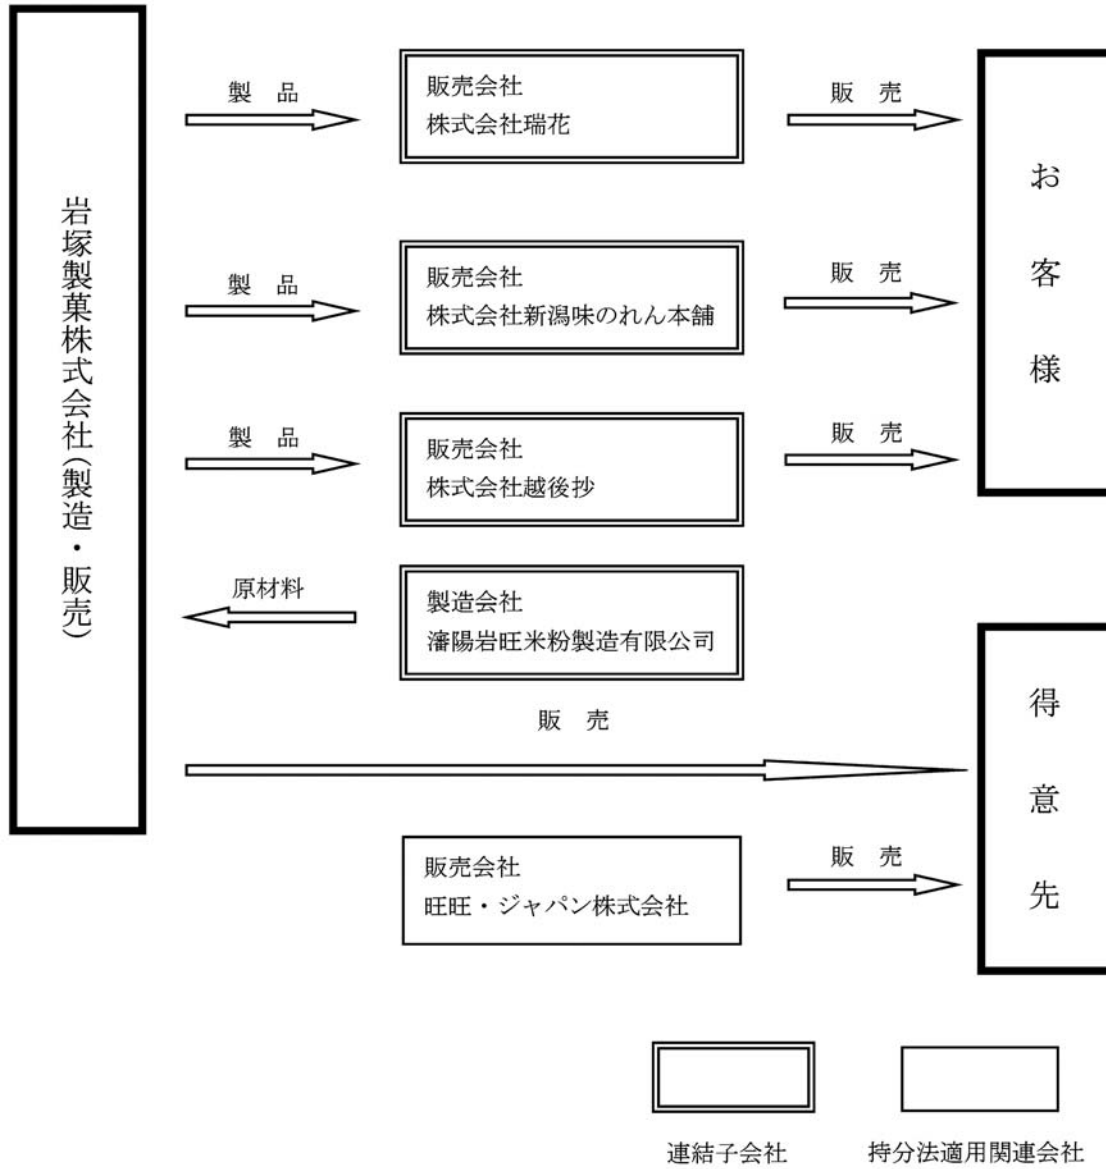 岩塚製菓株式会社(製造・販売)
製　品
販売会社
株式会社瑞花
販　売
製　品
販売会社
株式会社新潟味のれん本舗
販　売
製　品
販売会社
株式会社越後抄
販　売
お客様
原材料
製造会社
瀋陽岩旺米粉製造有限公司
販　売
販売会社
旺旺・ジャパン株式会社
販　売
得意先
連結子会社
持分法適用関連会社